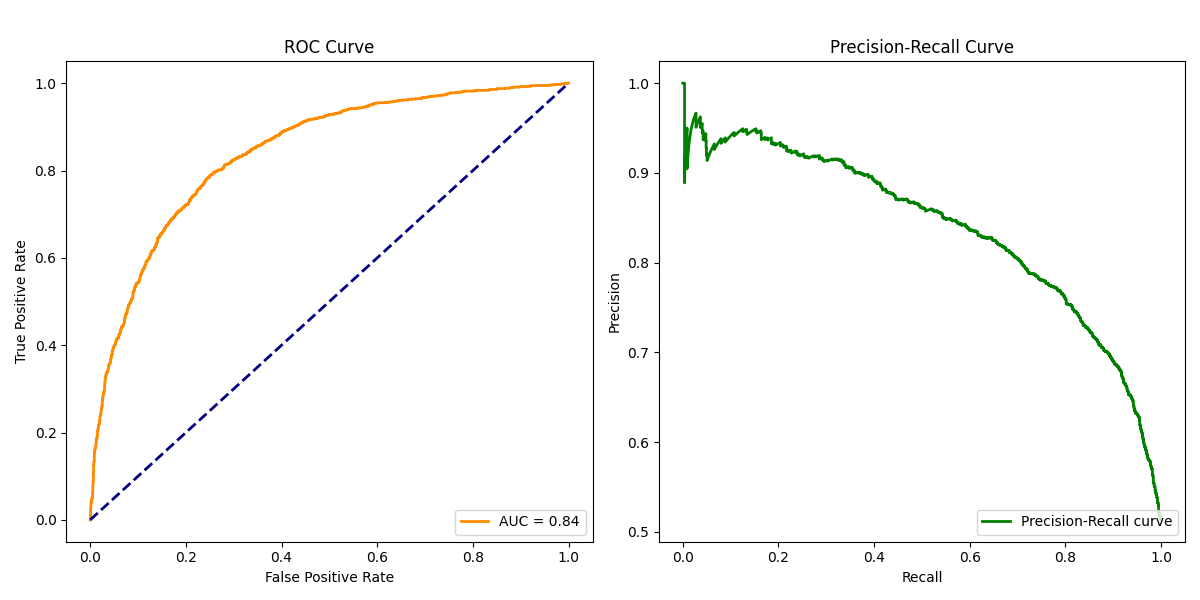 ROC Curve
True Positive Rate
1.0
0.8
0.6
0.4
0.2
0.0
0.0 0.2 0.4 0.6 0.8 1.0
False Positive Rate
AUC = 0.84
Precision-Recall Curve
Precision
1.0
0.9
0.8
0.7
0.6
0.5
0.0 0.2 0.4 0.6 0.8 1.0
Recall
Precision-Recall curve